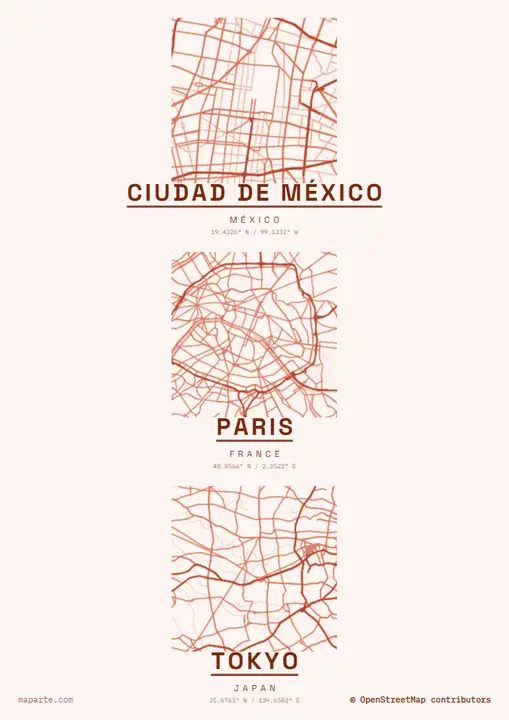 CIUDAD DE MÉXICO
MÉXICO
19.4326° N / 99.1332° W
PARIS
FRANCE
48.8566° N / 2.3522° E
TOKYO
JAPAN
35.6762° N / 139.6503° E
maparte.com
© OpenStreetMap contributors